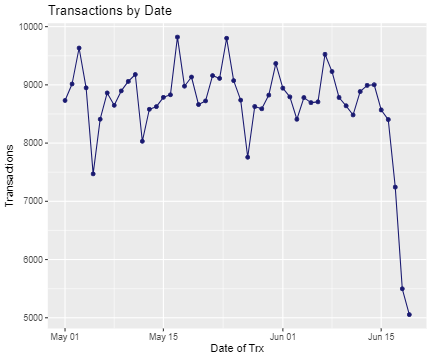 Transactions by Date
10000
9000
8000
7000
6000
5000
Transactions
May 01
May 15
Jun 01
Jun 15
Date of Trx